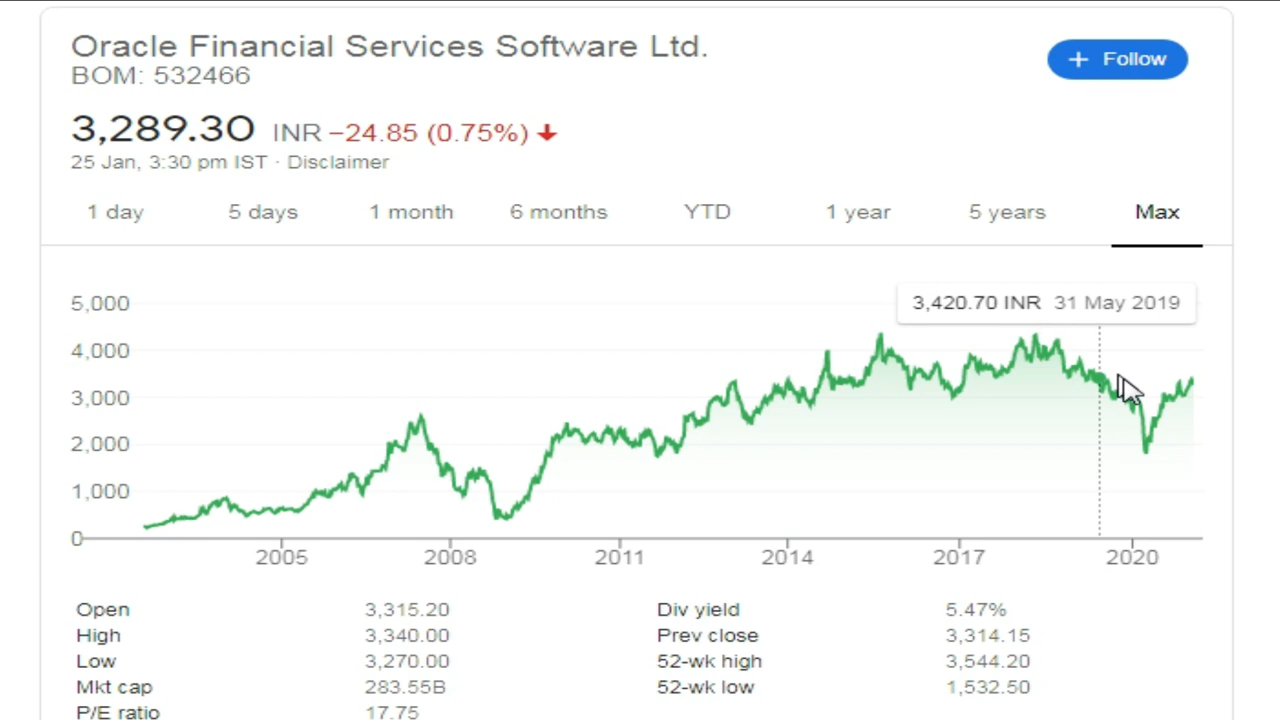 Oracle Financial Services Software Ltd.
BOM: 532466
+ Follow
3,289.30 INR −24.85 (0.75%)
25 Jan, 3:30 pm IST · Disclaimer
1 day 5 days 1 month 6 months YTD 1 year 5 years Max
3,420.70 INR 31 May 2019
5,000
4,000
3,000
2,000
1,000
0
2005 2008 2011 2014 2017 2020
Open 3,315.20 Div yield 5.47%
High 3,340.00 Prev close 3,314.15
Low 3,270.00 52-wk high 3,544.20
Mkt cap 283.55B 52-wk low 1,532.50
P/E ratio 17.75